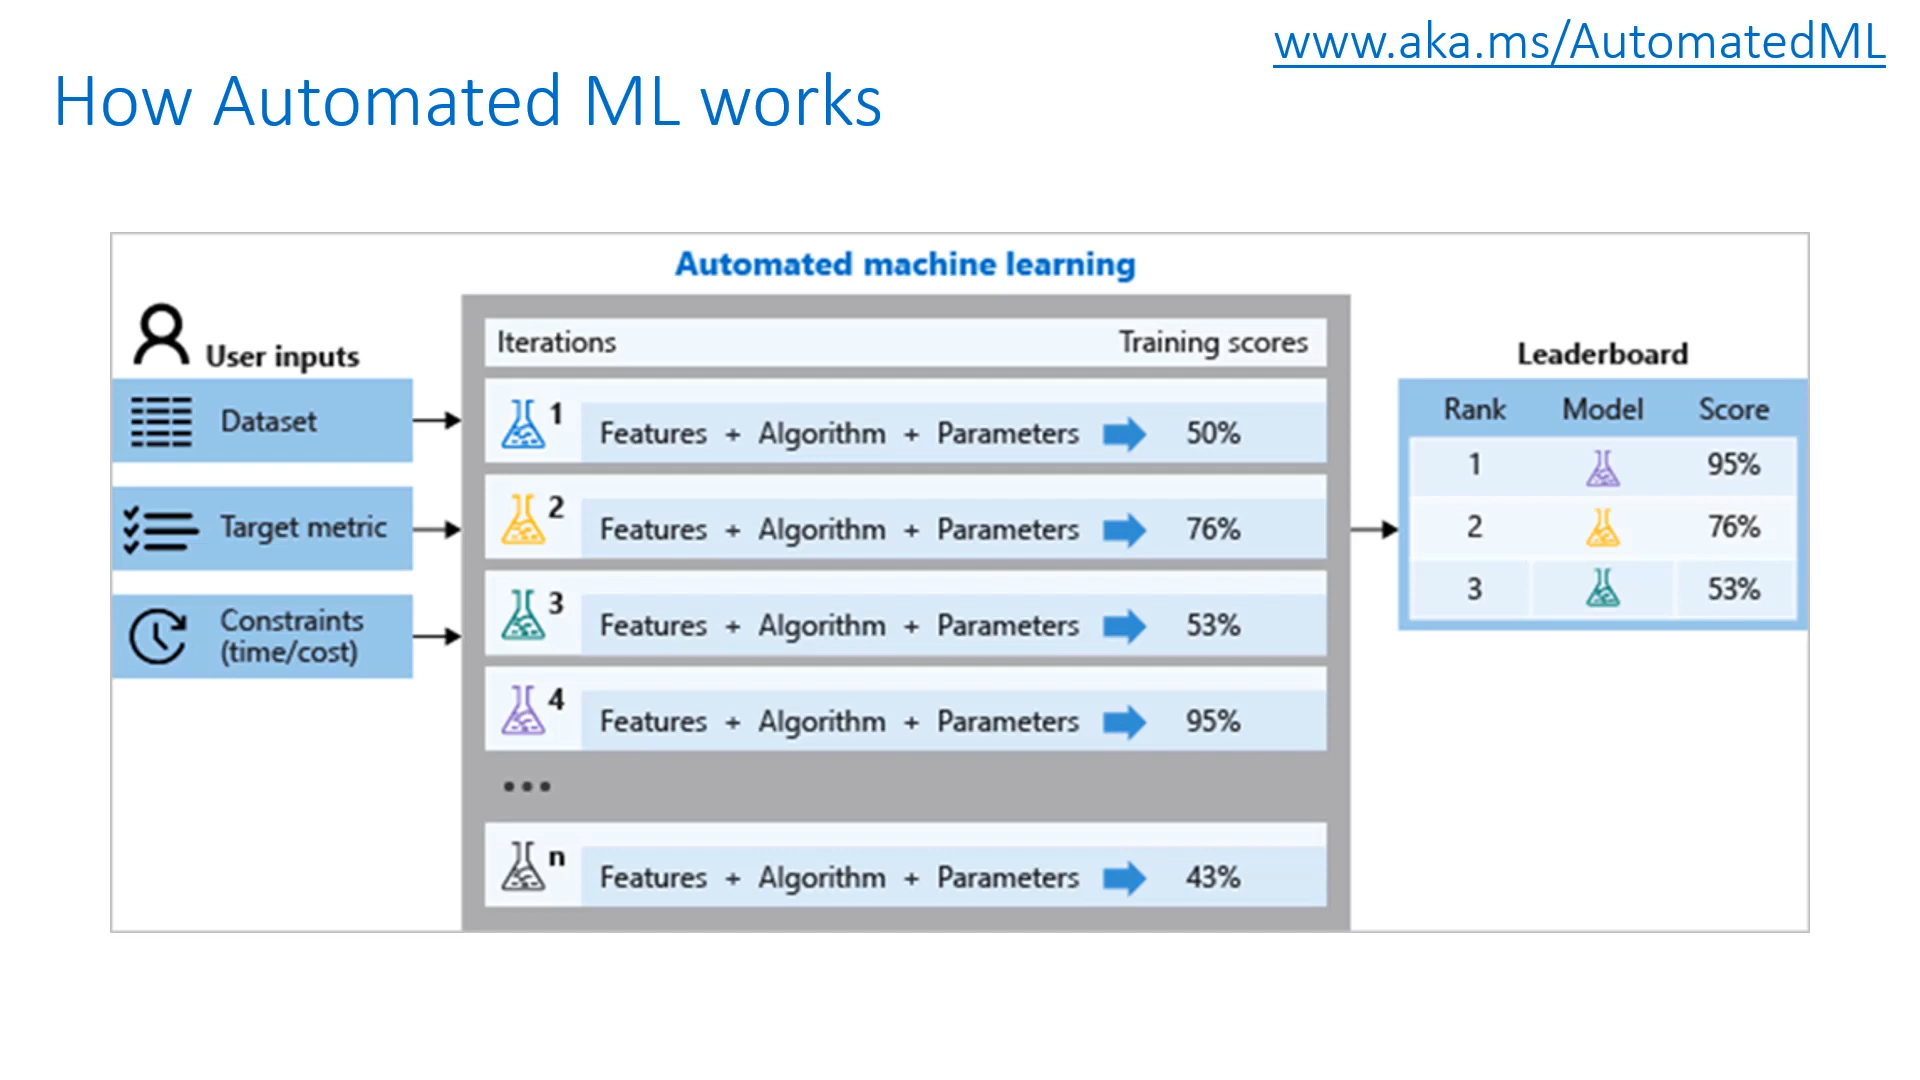 www.aka.ms/AutomatedML
How Automated ML works
Automated machine learning
User inputs
Dataset
Target metric
Constraints
(time/cost)
Iterations Training scores
1 Features + Algorithm + Parameters 50%
2 Features + Algorithm + Parameters 76%
3 Features + Algorithm + Parameters 53%
4 Features + Algorithm + Parameters 95%
•••
n Features + Algorithm + Parameters 43%
Leaderboard
Rank Model Score
1 95%
2 76%
3 53%